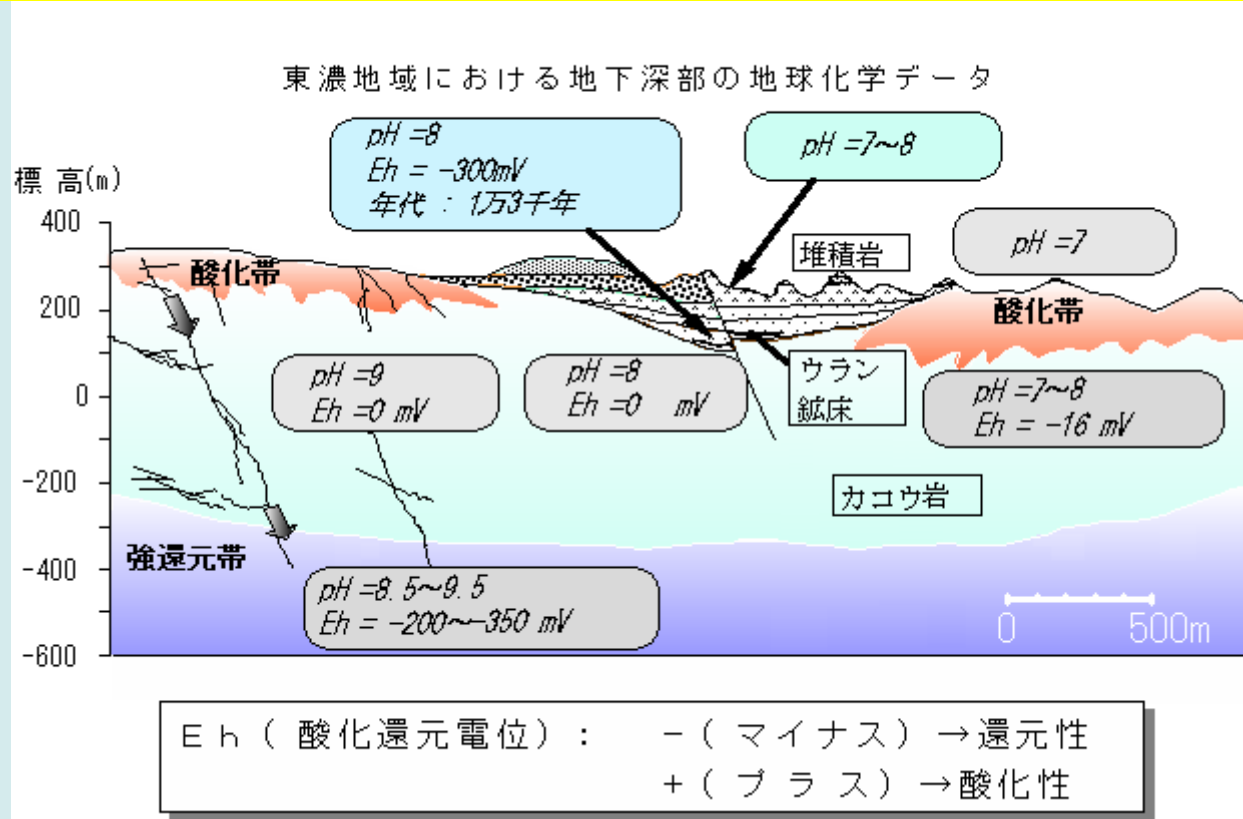 東濃地域における地下深部の地球化学データ
pH =8
Eh = -300mV
年代 : 1万3千年
pH =7~8
標 高(m)
400
200
0
-200
-400
-600
酸化帯
堆積岩
pH =7
酸化帯
pH =9
Eh =0 mV
pH =8
Eh =0 mV
ウラン
鉱床
pH =7~8
Eh = -16 mV
カコウ岩
強還元帯
pH =8.5~9.5
Eh = -200~-350 mV
0 500m
Eh(酸化還元電位): -(マイナス)→還元性
+(プラス)→酸化性